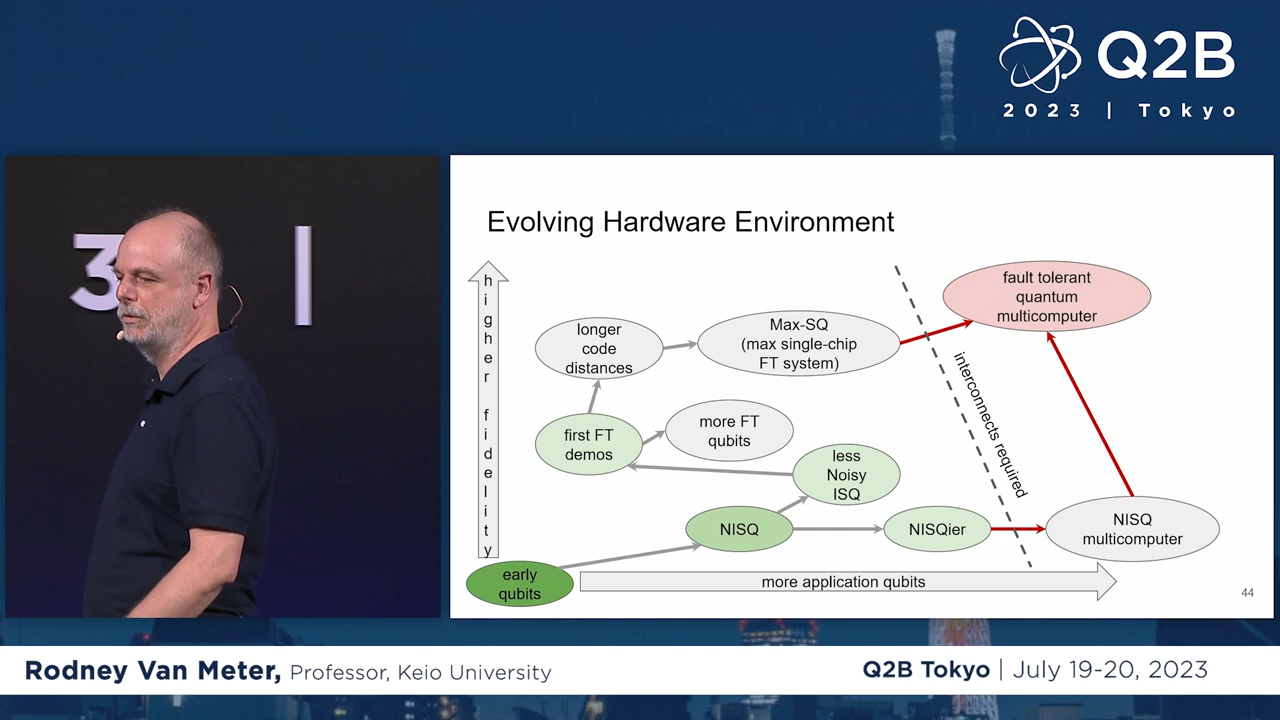 Q2B
2023 | Tokyo
3 |
Evolving Hardware Environment
higher fidelity
longer
code
distances
Max-SQ
(max single-chip
FT system)
fault tolerant
quantum
multicomputer
interconnects required
first FT
demos
more FT
qubits
less
Noisy
ISQ
NISQ
NISQier
NISQ
multicomputer
early
qubits
more application qubits
44
Rodney Van Meter, Professor, Keio University
Q2B Tokyo | July 19-20, 2023